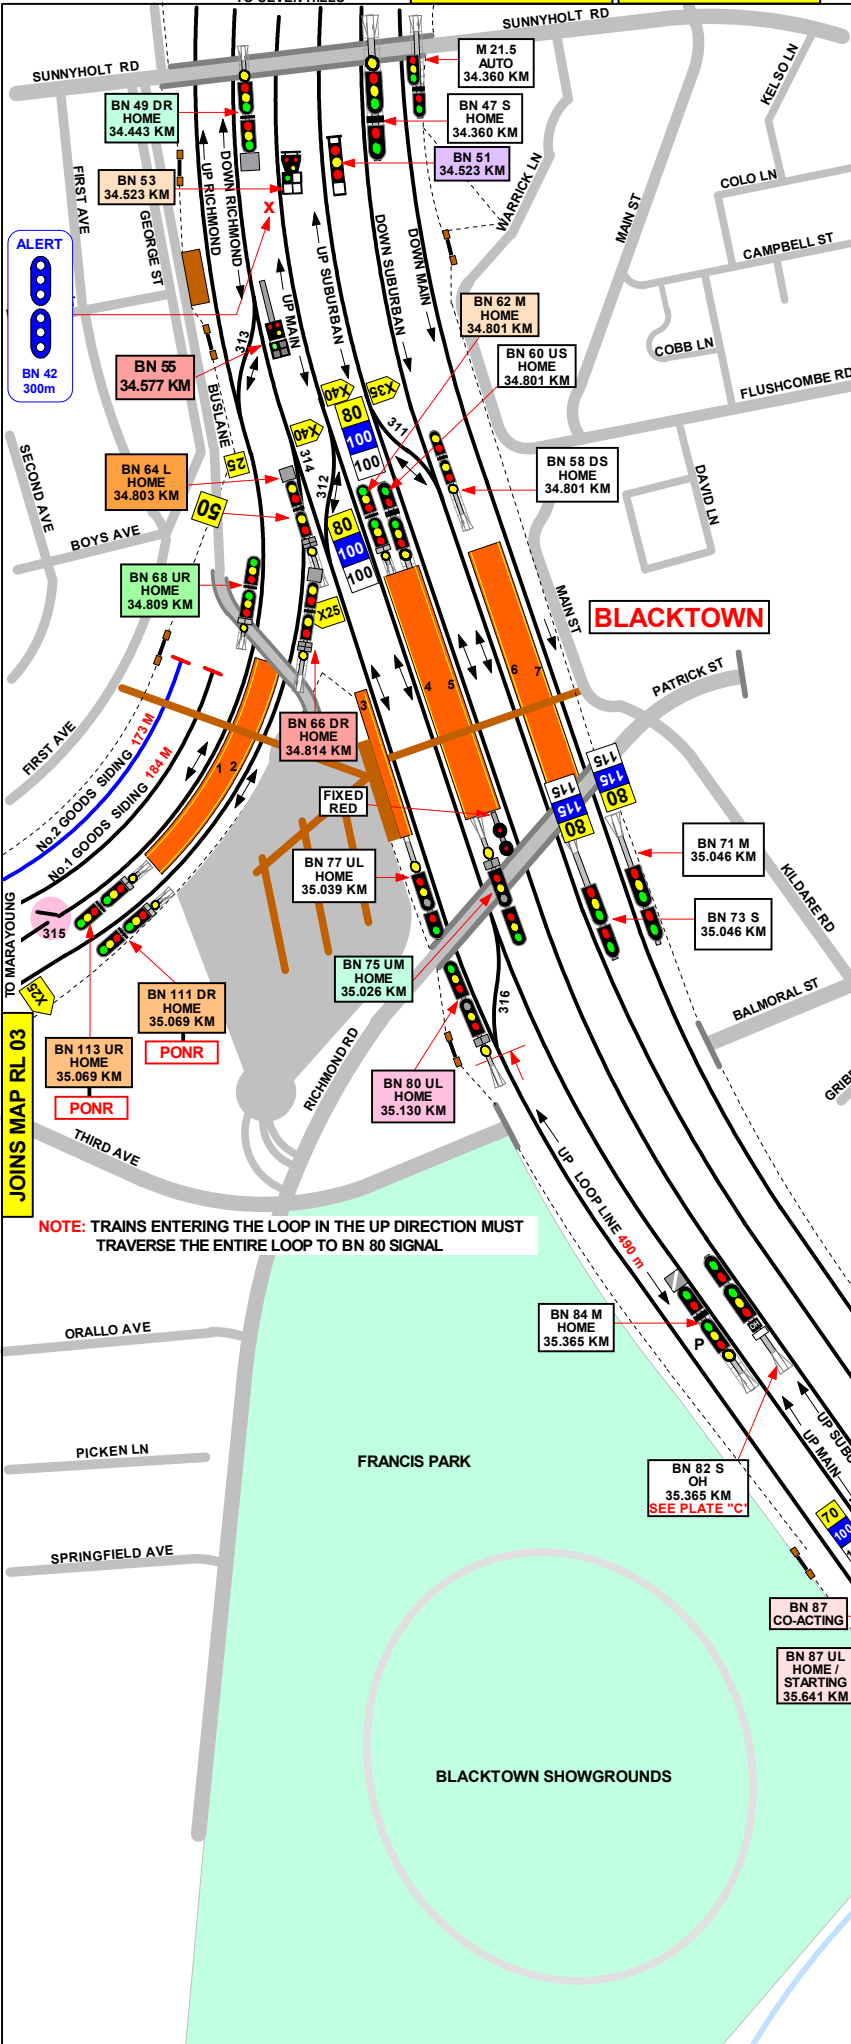 SUNNYHOLT RD
SUNNYHOLT RD
M 21.5
AUTO
34.360 KM
BN 49 DR
HOME
34.443 KM
BN 47 S
HOME
34.360 KM
KELSO LN
BN 51
34.523 KM
BN 53
34.523 KM
X
FIRST AVE
GEORGE ST
UP RICHMOND
DOWN RICHMOND
UP MAIN
UP SUBURBAN
DOWN SUBURBAN
DOWN MAIN
WARRICK LN
MAIN ST
COLO LN
CAMPBELL ST
COBB LN
FLUSHCOMBE RD
ALERT
BN 42
300m
BN 62 M
HOME
34.801 KM
BN 60 US
HOME
34.801 KM
BN 55
34.577 KM
313
X40
X35
80
100
100
311
X40
314
312
BUSLANE
25
50
SECOND AVE
BOYS AVE
BN 64 L
HOME
34.803 KM
BN 58 DS
HOME
34.801 KM
DAVID LN
80
100
100
BN 68 UR
HOME
34.809 KM
X25
MAIN ST
BLACKTOWN
PATRICK ST
BN 66 DR
HOME
34.814 KM
FIRST AVE
No.2 GOODS SIDING 173 M
No.1 GOODS SIDING 184 M
1 2
3
4 5
6 7
FIXED
RED
115
115
80
115
115
80
BN 77 UL
HOME
35.039 KM
BN 71 M
35.046 KM
BN 73 S
35.046 KM
KILDARE RD
TO MARAYOUNG
315
X25
BN 75 UM
HOME
35.026 KM
316
BN 111 DR
HOME
35.069 KM
PONR
BN 113 UR
HOME
35.069 KM
PONR
BALMORAL ST
RICHMOND RD
BN 80 UL
HOME
35.130 KM
JOINS MAP RL 03
THIRD AVE
UP LOOP LINE 490 m
NOTE: TRAINS ENTERING THE LOOP IN THE UP DIRECTION MUST
TRAVERSE THE ENTIRE LOOP TO BN 80 SIGNAL
ORALLO AVE
BN 84 M
HOME
35.365 KM
P
UP MAIN
PICKEN LN
FRANCIS PARK
BN 82 S
OH
35.365 KM
SEE PLATE "C"
70
100
SPRINGFIELD AVE
BN 87
CO-ACTING
BN 87 UL
HOME /
STARTING
35.641 KM
BLACKTOWN SHOWGROUNDS